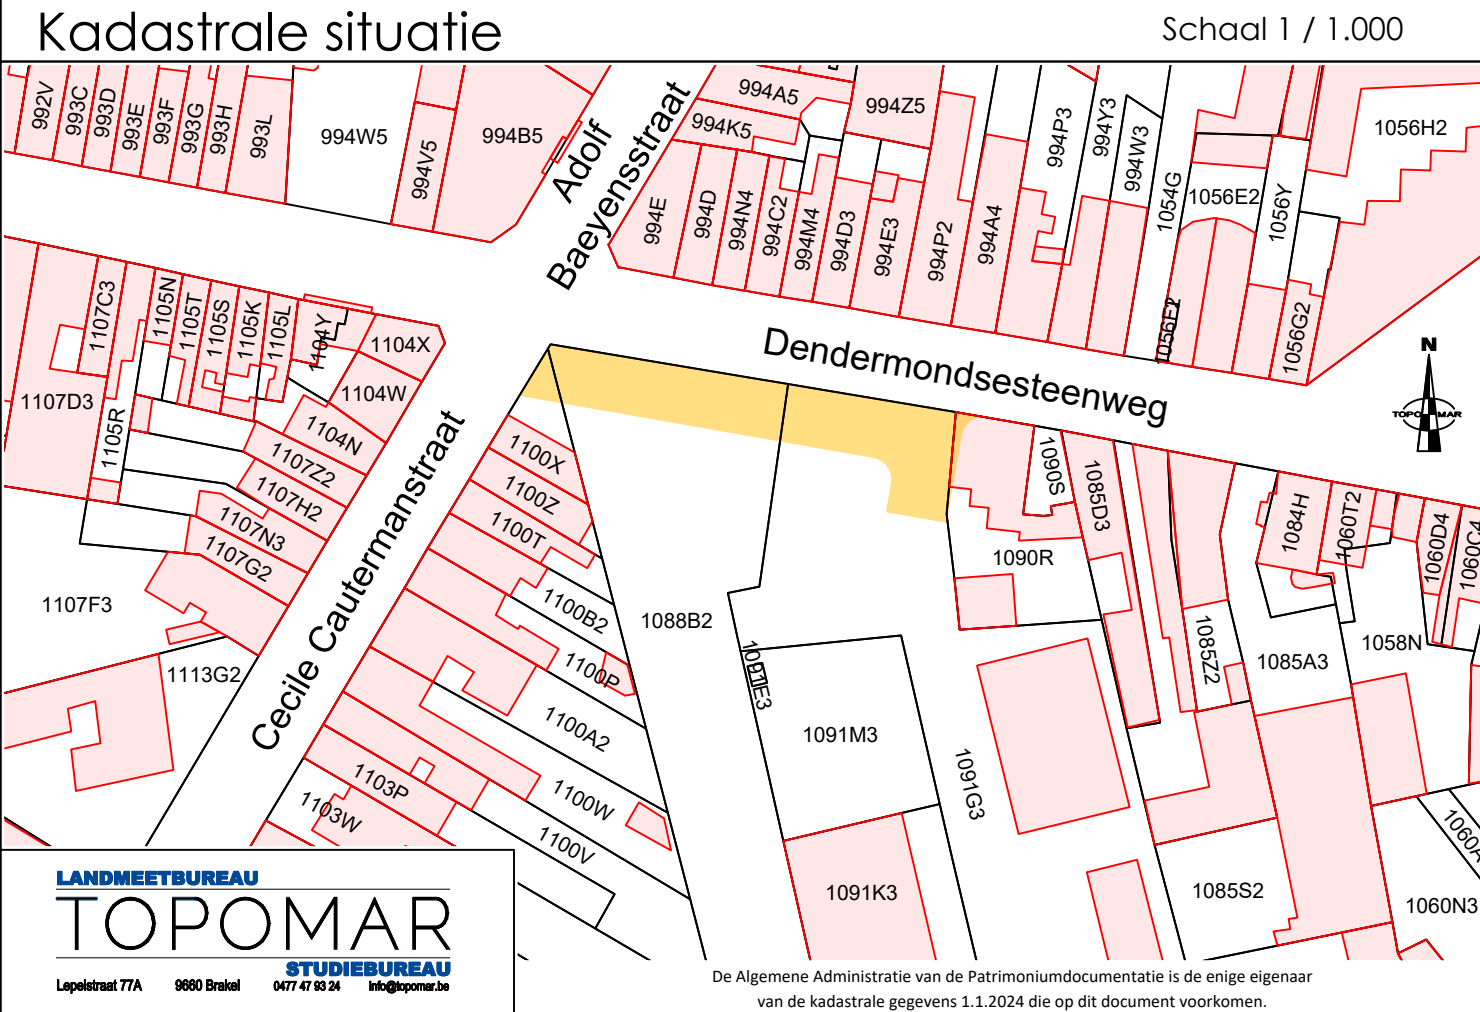 Kadastrale situatie
Schaal 1 / 1.000
992V
993C
993D
993E
993F
993G
993H
993L
994W5
994V5
994B5
Adolf
Baeyensstraat
994A5
994K5
994Z5
994E
994D
994N4
994C2
994M4
994D3
994E3
994P2
994A4
994P3
994Y3
994W3
1054G
1056E2
1056Y
1056H2
1056F2
1056G2
1107C3
1105N
1105T
1105S
1105K
1105L
1104Y
1104X
1104W
1104N
1107D3
1105R
1107Z2
1107H2
1107N3
1107G2
1107F3
1113G2
Dendermondsesteenweg
Cecile Cautermanstraat
N
TOPOMAR
1100X
1100Z
1100T
1100B2
1100P
1100A2
1100W
1100V
1103P
1103W
1088B2
1091E3
1091M3
1091K3
1091G3
1090R
1090S
1085D3
1085Z2
1085A3
1085S2
1084H
1060T2
1060D4
1060C4
1058N
1060N3
LANDMEETBUREAU
TOPOMAR
STUDIEBUREAU
Lepelstraat 77A 9660 Brakel 0477 47 93 24 info@topomar.be
De Algemene Administratie van de Patrimoniumdocumentatie is de enige eigenaar
van de kadastrale gegevens 1.1.2024 die op dit document voorkomen.